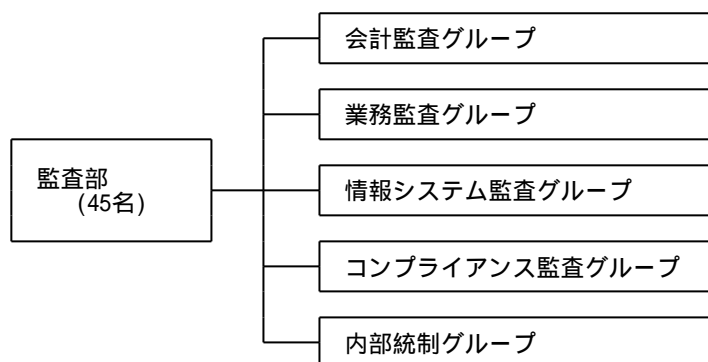 監査部
(45名)
会計監査グループ
業務監査グループ
情報システム監査グループ
コンプライアンス監査グループ
内部統制グループ